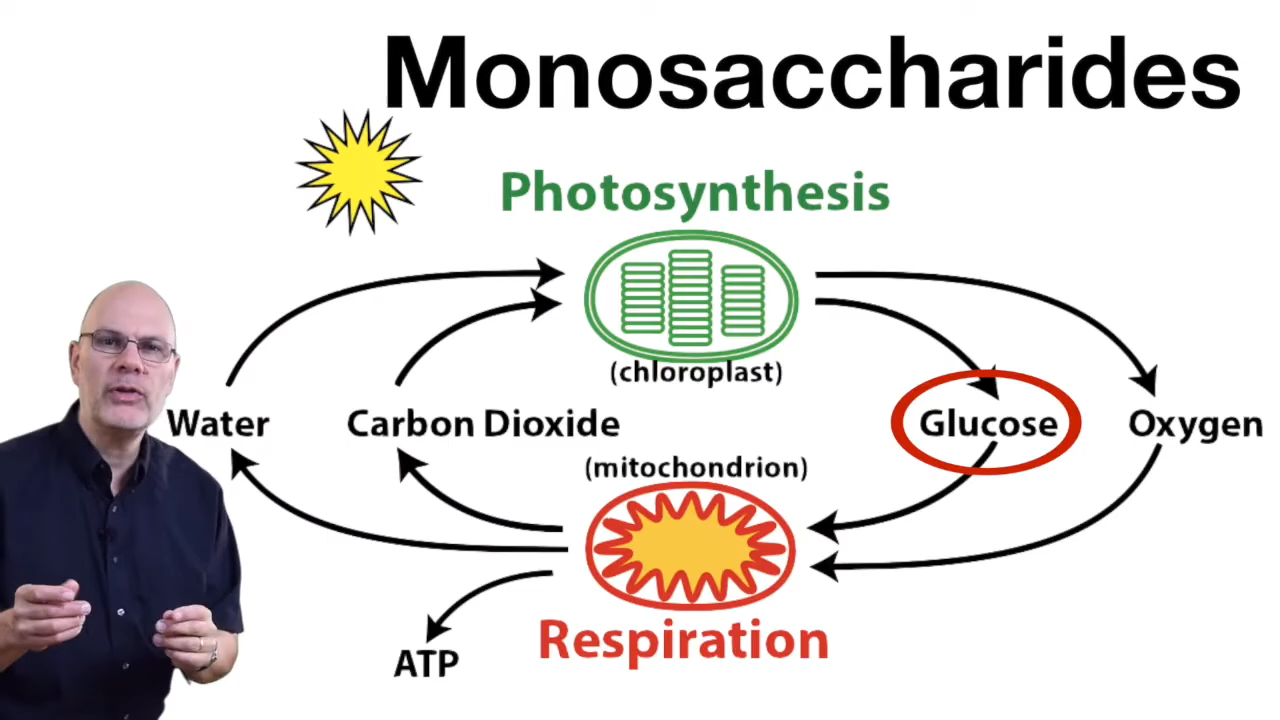 Monosaccharides
Photosynthesis
(chloroplast)
Water
Carbon Dioxide
Glucose
Oxygen
(mitochondrion)
Respiration
ATP